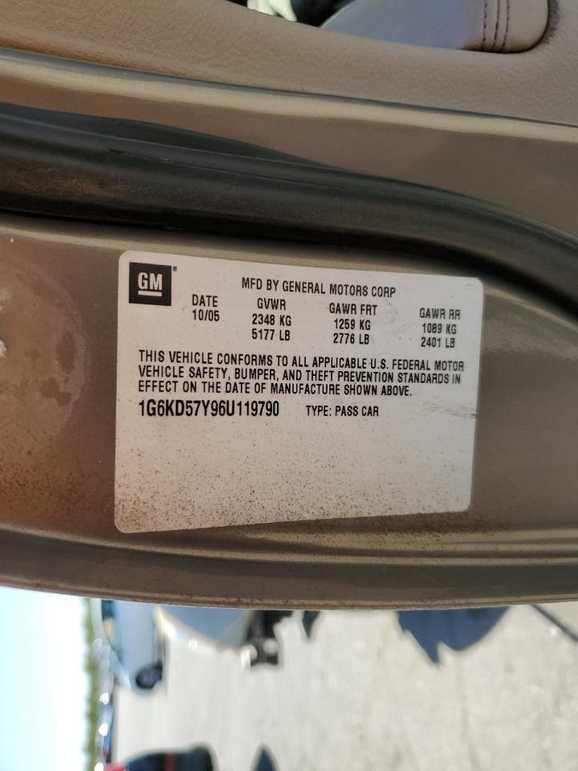 GM
MFD BY GENERAL MOTORS CORP
DATE GVWR GAWR FRT GAWR RR
10/05 2348 KG 1259 KG 1089 KG
5177 LB 2776 LB 2401 LB
THIS VEHICLE CONFORMS TO ALL APPLICABLE U.S. FEDERAL MOTOR
VEHICLE SAFETY, BUMPER, AND THEFT PREVENTION STANDARDS IN
EFFECT ON THE DATE OF MANUFACTURE SHOWN ABOVE.
1G6KD57Y96U119790 TYPE: PASS CAR